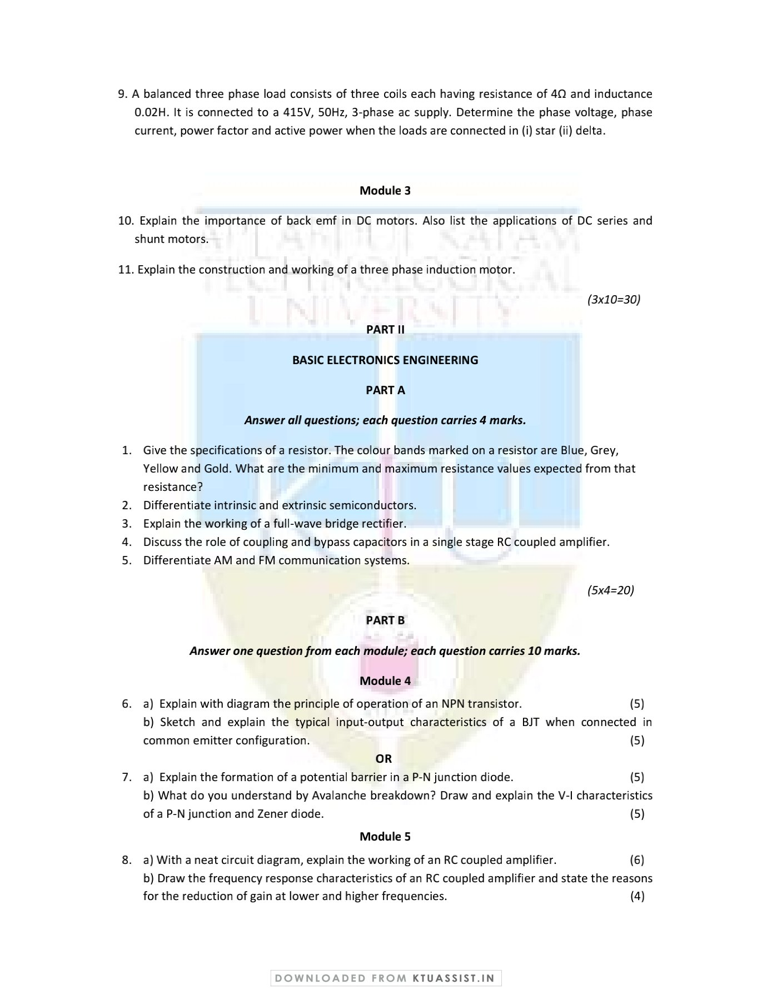 9. A balanced three phase load consists of three coils each having resistance of 4Ω and inductance
0.02H. It is connected to a 415V, 50Hz, 3-phase ac supply. Determine the phase voltage, phase
current, power factor and active power when the loads are connected in (i) star (ii) delta.
Module 3
10. Explain the importance of back emf in DC motors. Also list the applications of DC series and
shunt motors.
11. Explain the construction and working of a three phase induction motor.
(3x10=30)
PART II
BASIC ELECTRONICS ENGINEERING
PART A
Answer all questions; each question carries 4 marks.
1. Give the specifications of a resistor. The colour bands marked on a resistor are Blue, Grey,
Yellow and Gold. What are the minimum and maximum resistance values expected from that
resistance?
2. Differentiate intrinsic and extrinsic semiconductors.
3. Explain the working of a full-wave bridge rectifier.
4. Discuss the role of coupling and bypass capacitors in a single stage RC coupled amplifier.
5. Differentiate AM and FM communication systems.
(5x4=20)
PART B
Answer one question from each module; each question carries 10 marks.
Module 4
6. a) Explain with diagram the principle of operation of an NPN transistor. (5)
b) Sketch and explain the typical input-output characteristics of a BJT when connected in
common emitter configuration. (5)
OR
7. a) Explain the formation of a potential barrier in a P-N junction diode. (5)
b) What do you understand by Avalanche breakdown? Draw and explain the V-I characteristics
of a P-N junction and Zener diode. (5)
Module 5
8. a) With a neat circuit diagram, explain the working of an RC coupled amplifier. (6)
b) Draw the frequency response characteristics of an RC coupled amplifier and state the reasons
for the reduction of gain at lower and higher frequencies. (4)
APJ ABDUL KALAM
TECHNOLOGICAL
UNIVERSITY
KTU
DOWNLOADED FROM KTUASSIST.IN